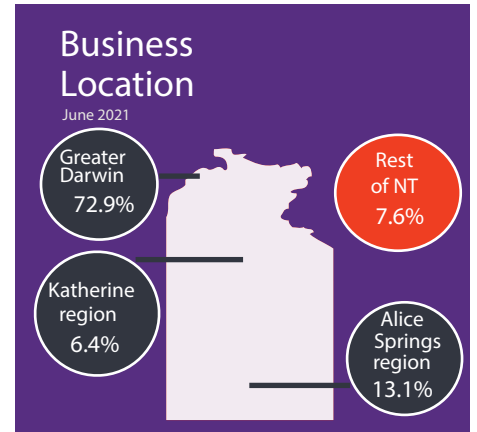 Business
Location
June 2021
Greater
Darwin
72.9%
Rest
of NT
7.6%
Katherine
region
6.4%
Alice
Springs
region
13.1%